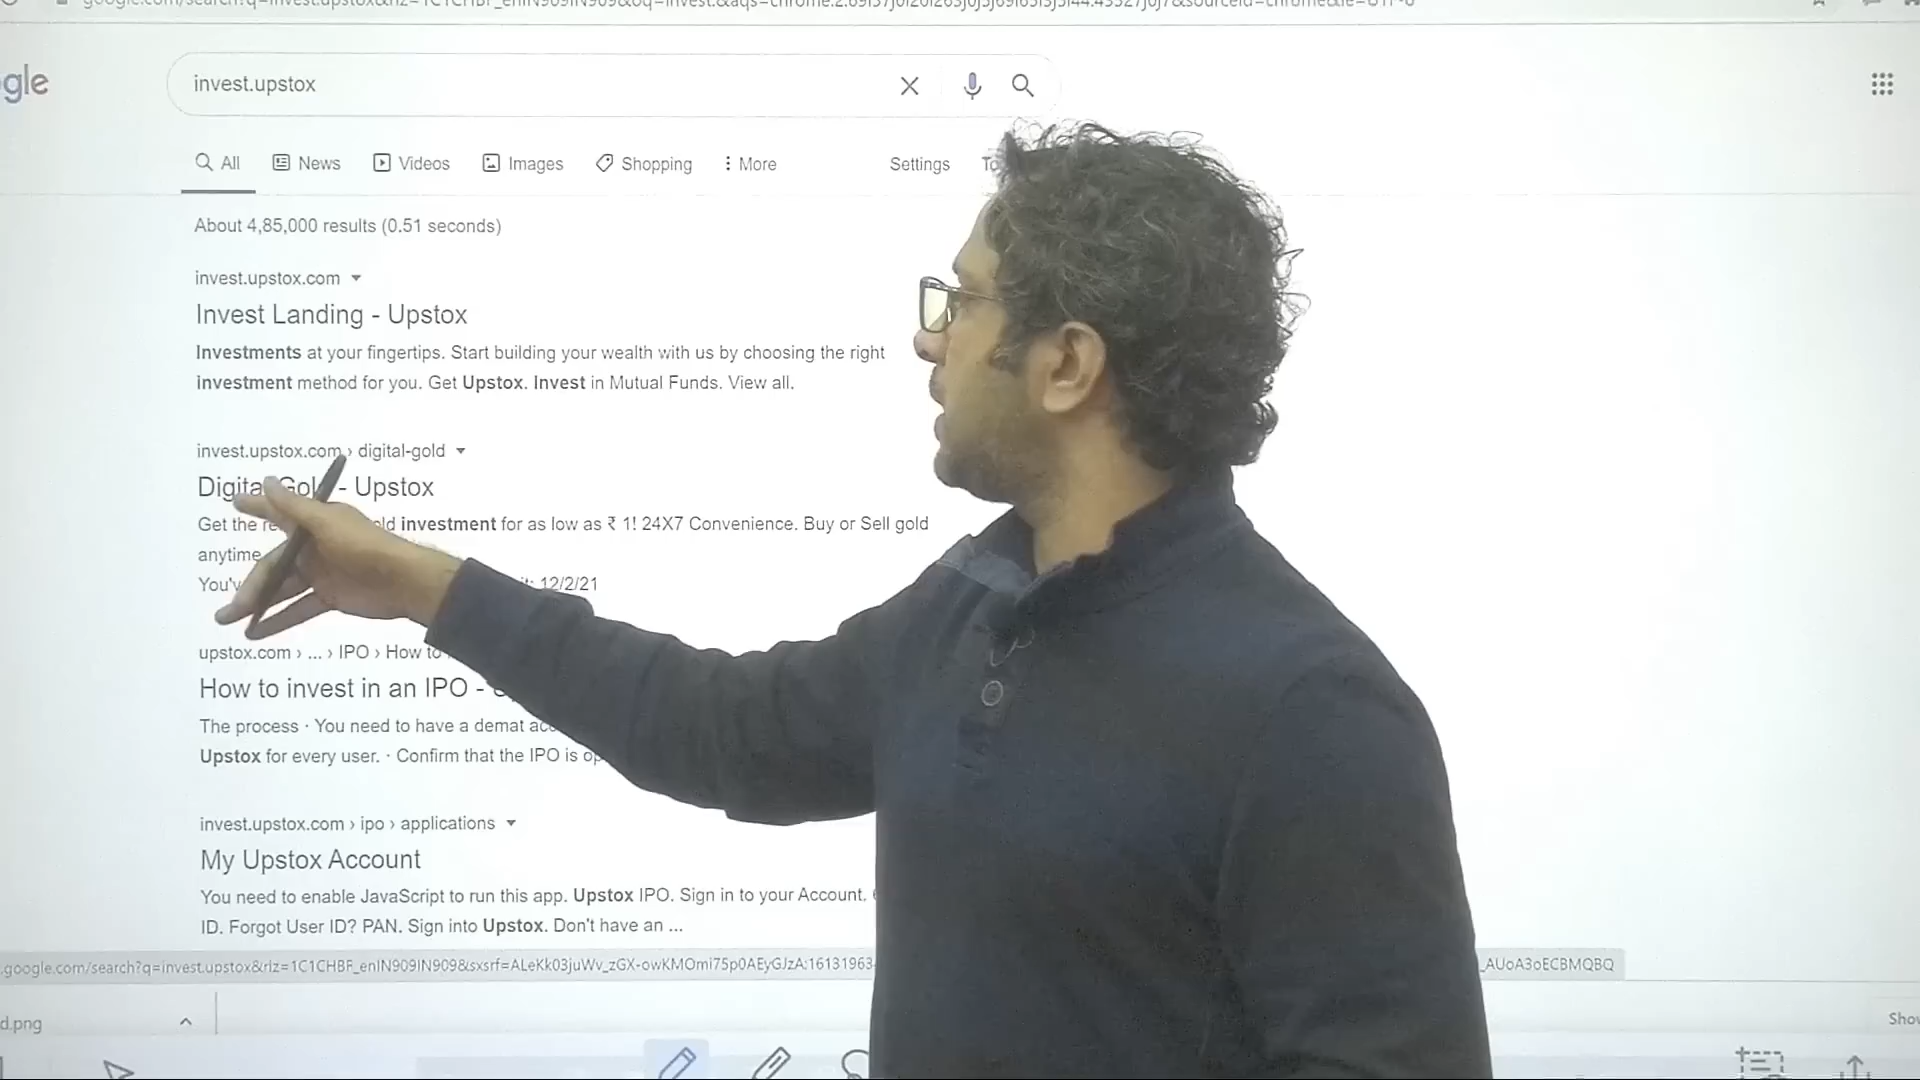 gle
invest.upstox
All News Videos Images Shopping More Settings
About 4,85,000 results (0.51 seconds)
invest.upstox.com
Invest Landing - Upstox
Investments at your fingertips. Start building your wealth with us by choosing the right
investment method for you. Get Upstox. Invest in Mutual Funds. View all.
invest.upstox.com › digital-gold
Digital Gold - Upstox
Get the investment for as low as ₹ 1! 24X7 Convenience. Buy or Sell gold
anytime
You'v 12/2/21
upstox.com › ... › IPO › How to
How to invest in an IPO -
The process · You need to have a demat
Upstox for every user. · Confirm that the IPO is
invest.upstox.com › ipo › applications
My Upstox Account
You need to enable JavaScript to run this app. Upstox IPO. Sign in to your Account.
ID. Forgot User ID? PAN. Sign into Upstox. Don't have an ...
d.png